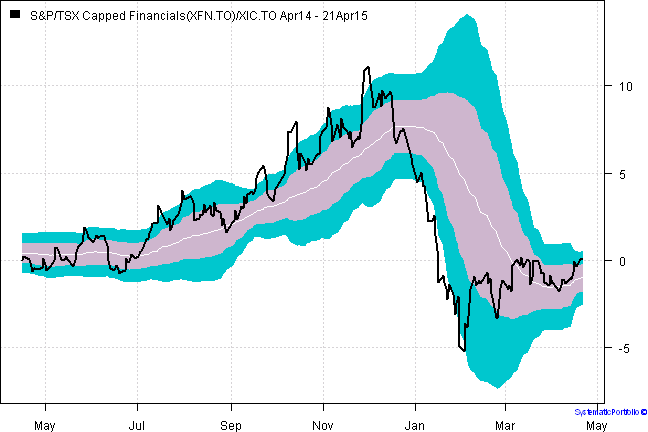 S&P/TSX Capped Financials(XFN.TO)/XIC.TO Apr14 - 21Apr15
10
5
0
-5
SystematicPortfolio ©
May Jul Sep Nov Jan Mar May